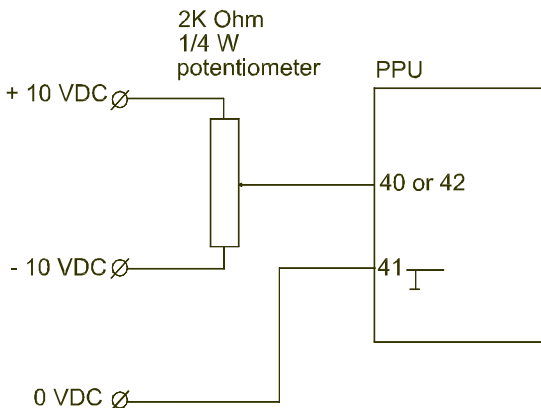 2K Ohm
1/4 W
potentiometer
PPU
+ 10 VDC
40 or 42
- 10 VDC
41
0 VDC